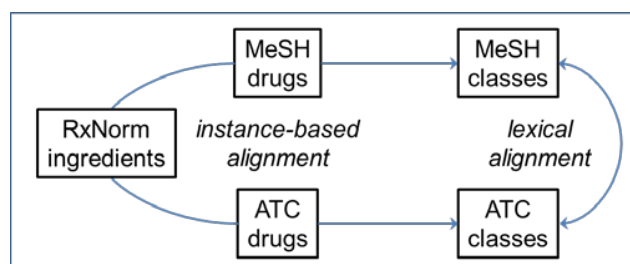 MeSH
drugs
MeSH
classes
RxNorm
ingredients
instance-based
alignment
lexical
alignment
ATC
drugs
ATC
classes